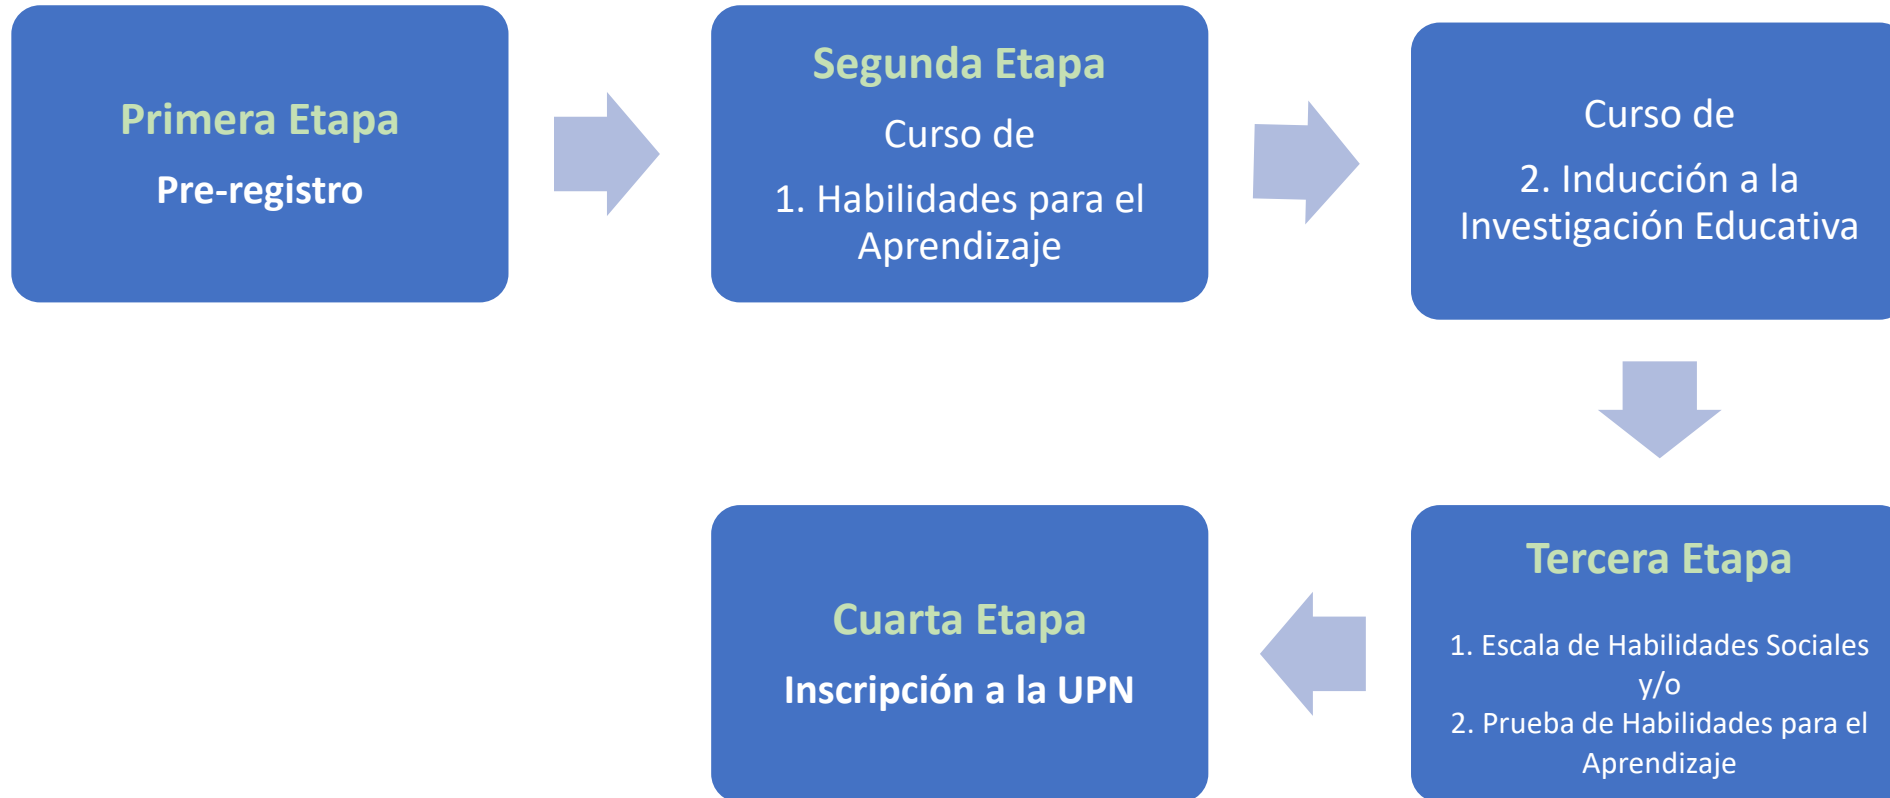 Primera Etapa
Pre-registro
Segunda Etapa
Curso de
1. Habilidades para el
Aprendizaje
Curso de
2. Inducción a la
Investigación Educativa
Tercera Etapa
1. Escala de Habilidades Sociales
y/o
2. Prueba de Habilidades para el
Aprendizaje
Cuarta Etapa
Inscripción a la UPN